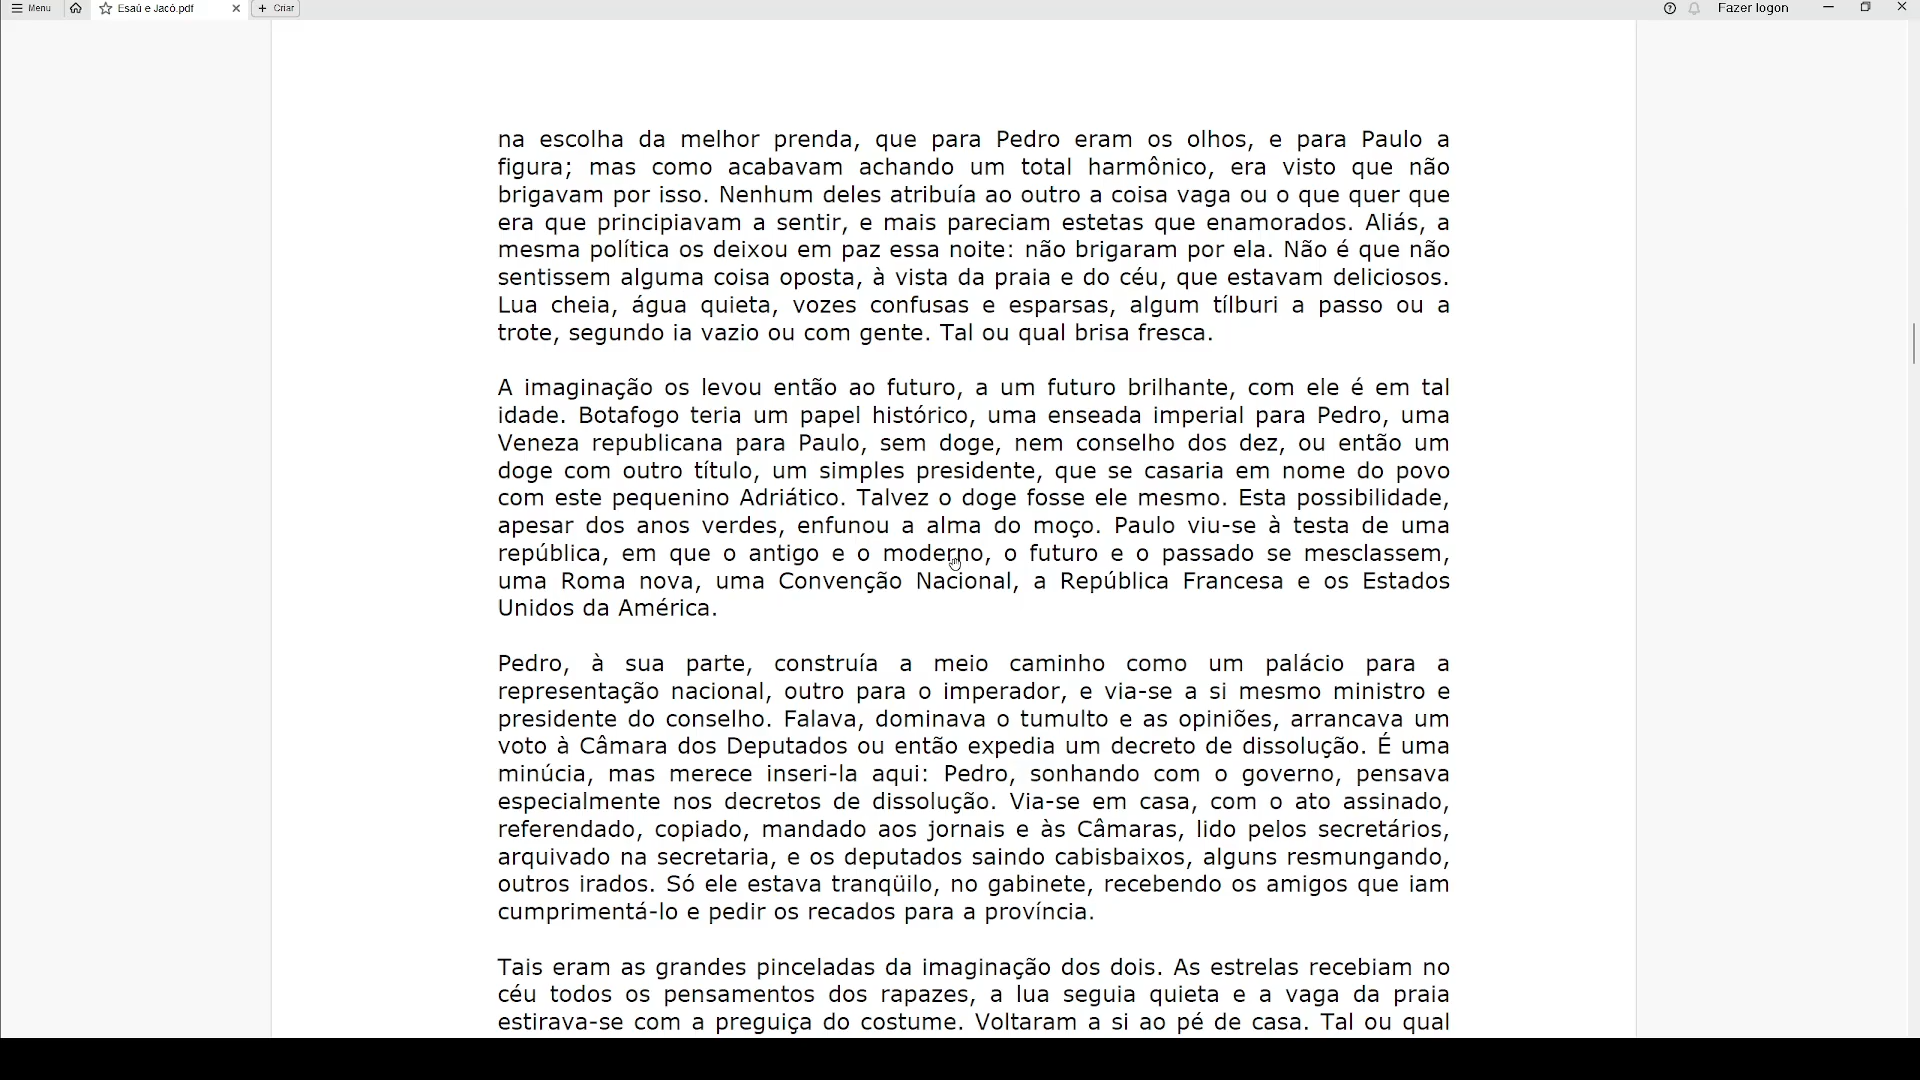 Menu
Esaú e Jacó.pdf
Criar
Fazer logon
na escolha da melhor prenda, que para Pedro eram os olhos, e para Paulo a
figura; mas como acabavam achando um total harmônico, era visto que não
brigavam por isso. Nenhum deles atribuía ao outro a coisa vaga ou o que quer que
era que principiavam a sentir, e mais pareciam estetas que enamorados. Aliás, a
mesma política os deixou em paz essa noite: não brigaram por ela. Não é que não
sentissem alguma coisa oposta, à vista da praia e do céu, que estavam deliciosos.
Lua cheia, água quieta, vozes confusas e esparsas, algum tílburi a passo ou a
trote, segundo ia vazio ou com gente. Tal ou qual brisa fresca.
A imaginação os levou então ao futuro, a um futuro brilhante, com ele é em tal
idade. Botafogo teria um papel histórico, uma enseada imperial para Pedro, uma
Veneza republicana para Paulo, sem doge, nem conselho dos dez, ou então um
doge com outro título, um simples presidente, que se casaria em nome do povo
com este pequenino Adriático. Talvez o doge fosse ele mesmo. Esta possibilidade,
apesar dos anos verdes, enfunou a alma do moço. Paulo viu-se à testa de uma
república, em que o antigo e o moderno, o futuro e o passado se mesclassem,
uma Roma nova, uma Convenção Nacional, a República Francesa e os Estados
Unidos da América.
Pedro, à sua parte, construía a meio caminho como um palácio para a
representação nacional, outro para o imperador, e via-se a si mesmo ministro e
presidente do conselho. Falava, dominava o tumulto e as opiniões, arrancava um
voto à Câmara dos Deputados ou então expedia um decreto de dissolução. É uma
minúcia, mas merece inseri-la aqui: Pedro, sonhando com o governo, pensava
especialmente nos decretos de dissolução. Via-se em casa, com o ato assinado,
referendado, copiado, mandado aos jornais e às Câmaras, lido pelos secretários,
arquivado na secretaria, e os deputados saindo cabisbaixos, alguns resmungando,
outros irados. Só ele estava tranqüilo, no gabinete, recebendo os amigos que iam
cumprimentá-lo e pedir os recados para a província.
Tais eram as grandes pinceladas da imaginação dos dois. As estrelas recebiam no
céu todos os pensamentos dos rapazes, a lua seguia quieta e a vaga da praia
estirava-se com a preguiça do costume. Voltaram a si ao pé de casa. Tal ou qual